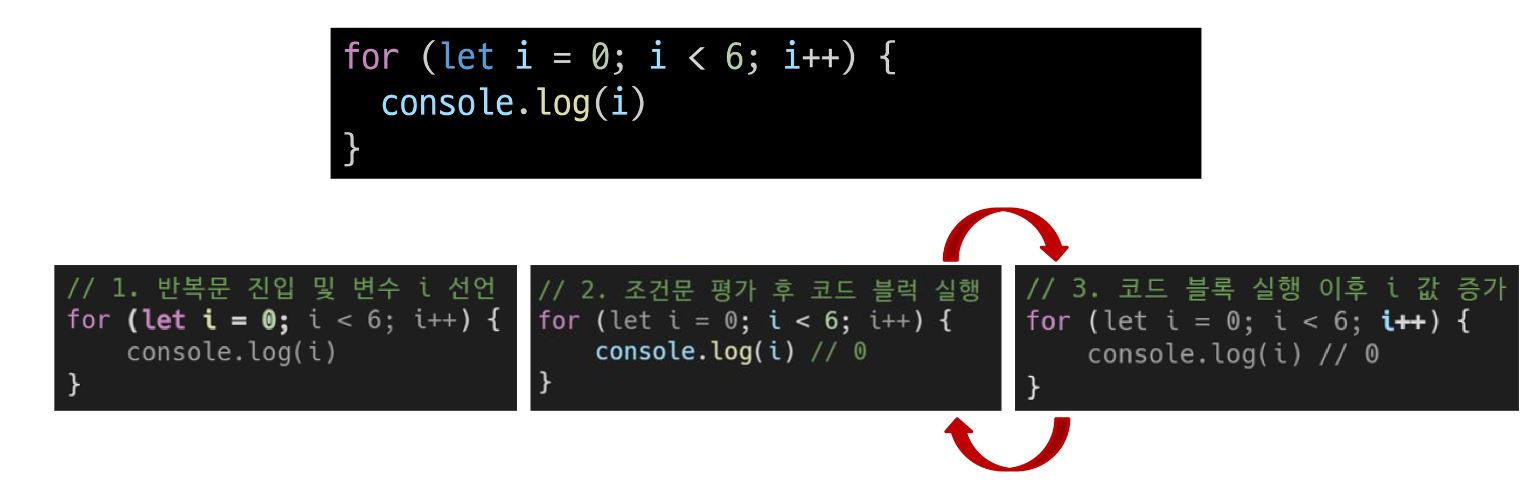 for (let i = 0; i < 6; i++) {
  console.log(i)
}
// 1. 반복문 진입 및 변수 i 선언
for (let i = 0; i < 6; i++) {
    console.log(i)
}
// 2. 조건문 평가 후 코드 블럭 실행
for (let i = 0; i < 6; i++) {
    console.log(i) // 0
}
// 3. 코드 블록 실행 이후 i 값 증가
for (let i = 0; i < 6; i++) {
    console.log(i) // 0
}